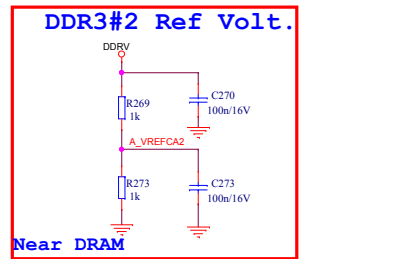 DDR3#2 Ref Volt.
DDRV
R269
1k
C270
100n/16V
A_VREFCA2
R273
1k
C273
100n/16V
Near DRAM